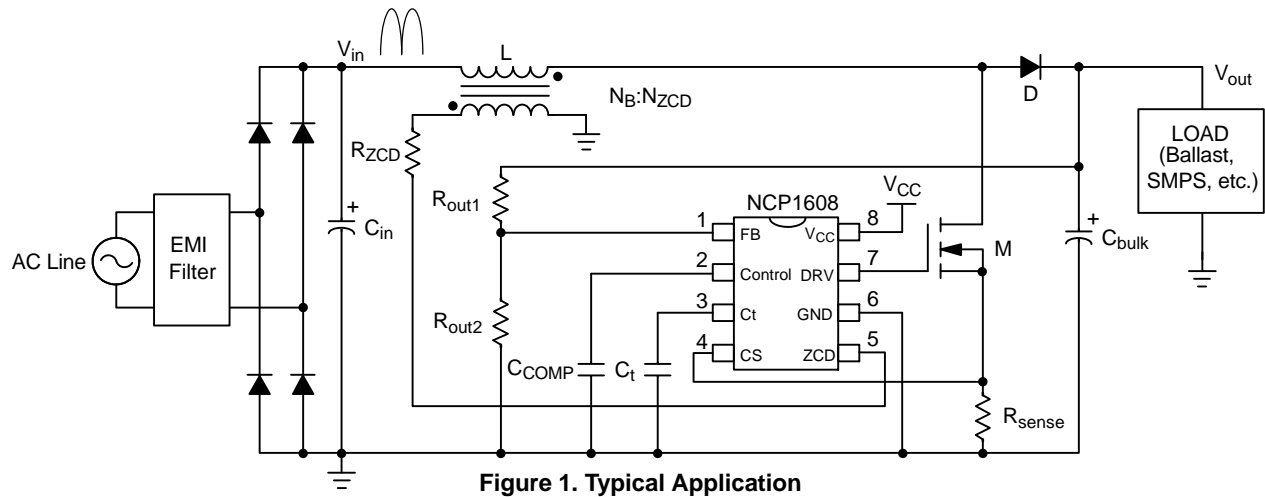 V_in
L
N_B:N_ZCD
D
V_out
LOAD
(Ballast,
SMPS, etc.)
R_ZCD
R_out1
V_CC
NCP1608
AC Line
EMI
Filter
+
C_in
1
FB
V_CC
8
2
Control
DRV
7
M
+
C_bulk
R_out2
3
Ct
GND
6
4
CS
ZCD
5
C_COMP
C_t
R_sense
Figure 1. Typical Application